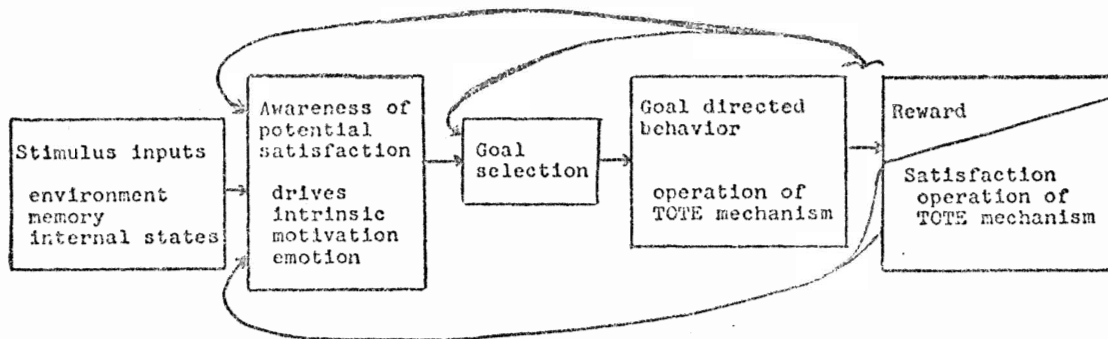 Stimulus inputs
environment
memory
internal states
Awareness of
potential
satisfaction
drives
intrinsic
motivation
emotion
Goal
selection
Goal directed
behavior
operation of
TOTE mechanism
Reward
Satisfaction
operation of
TOTE mechanism